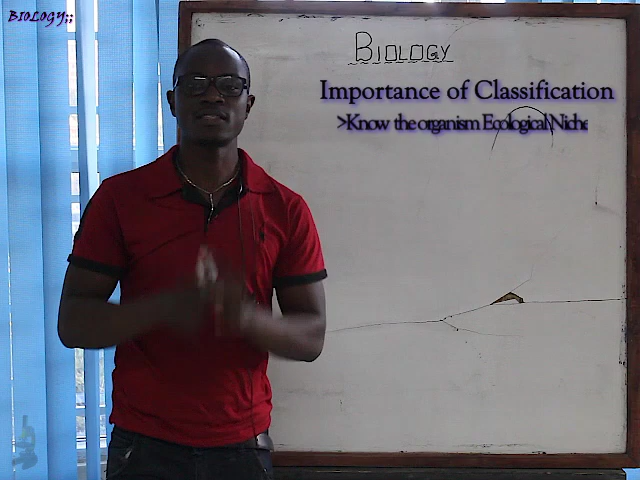 BIOLOGY;;
BIOLOGY
Importance of Classification
>Know the organism Ecological Niche